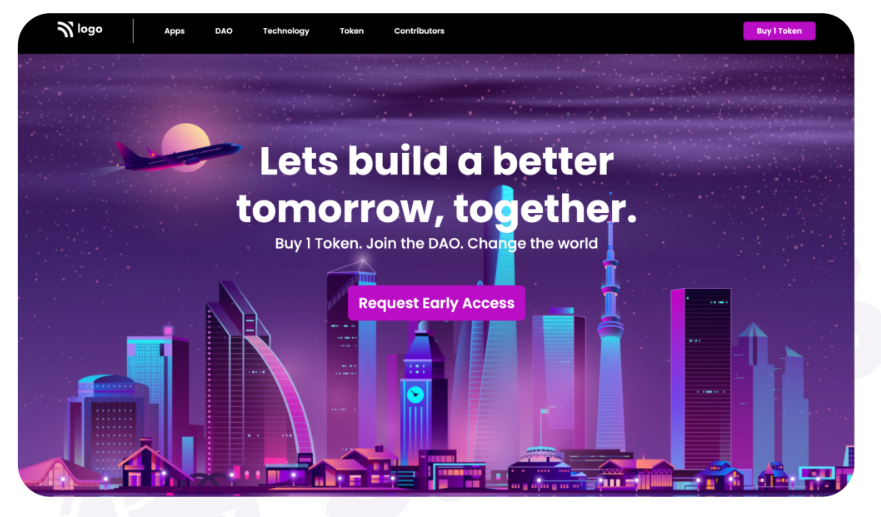 logo
Apps
DAO
Technology
Token
Contributors
Buy 1 Token
Lets build a better
tomorrow, together.
Buy 1 Token. Join the DAO. Change the world
Request Early Access